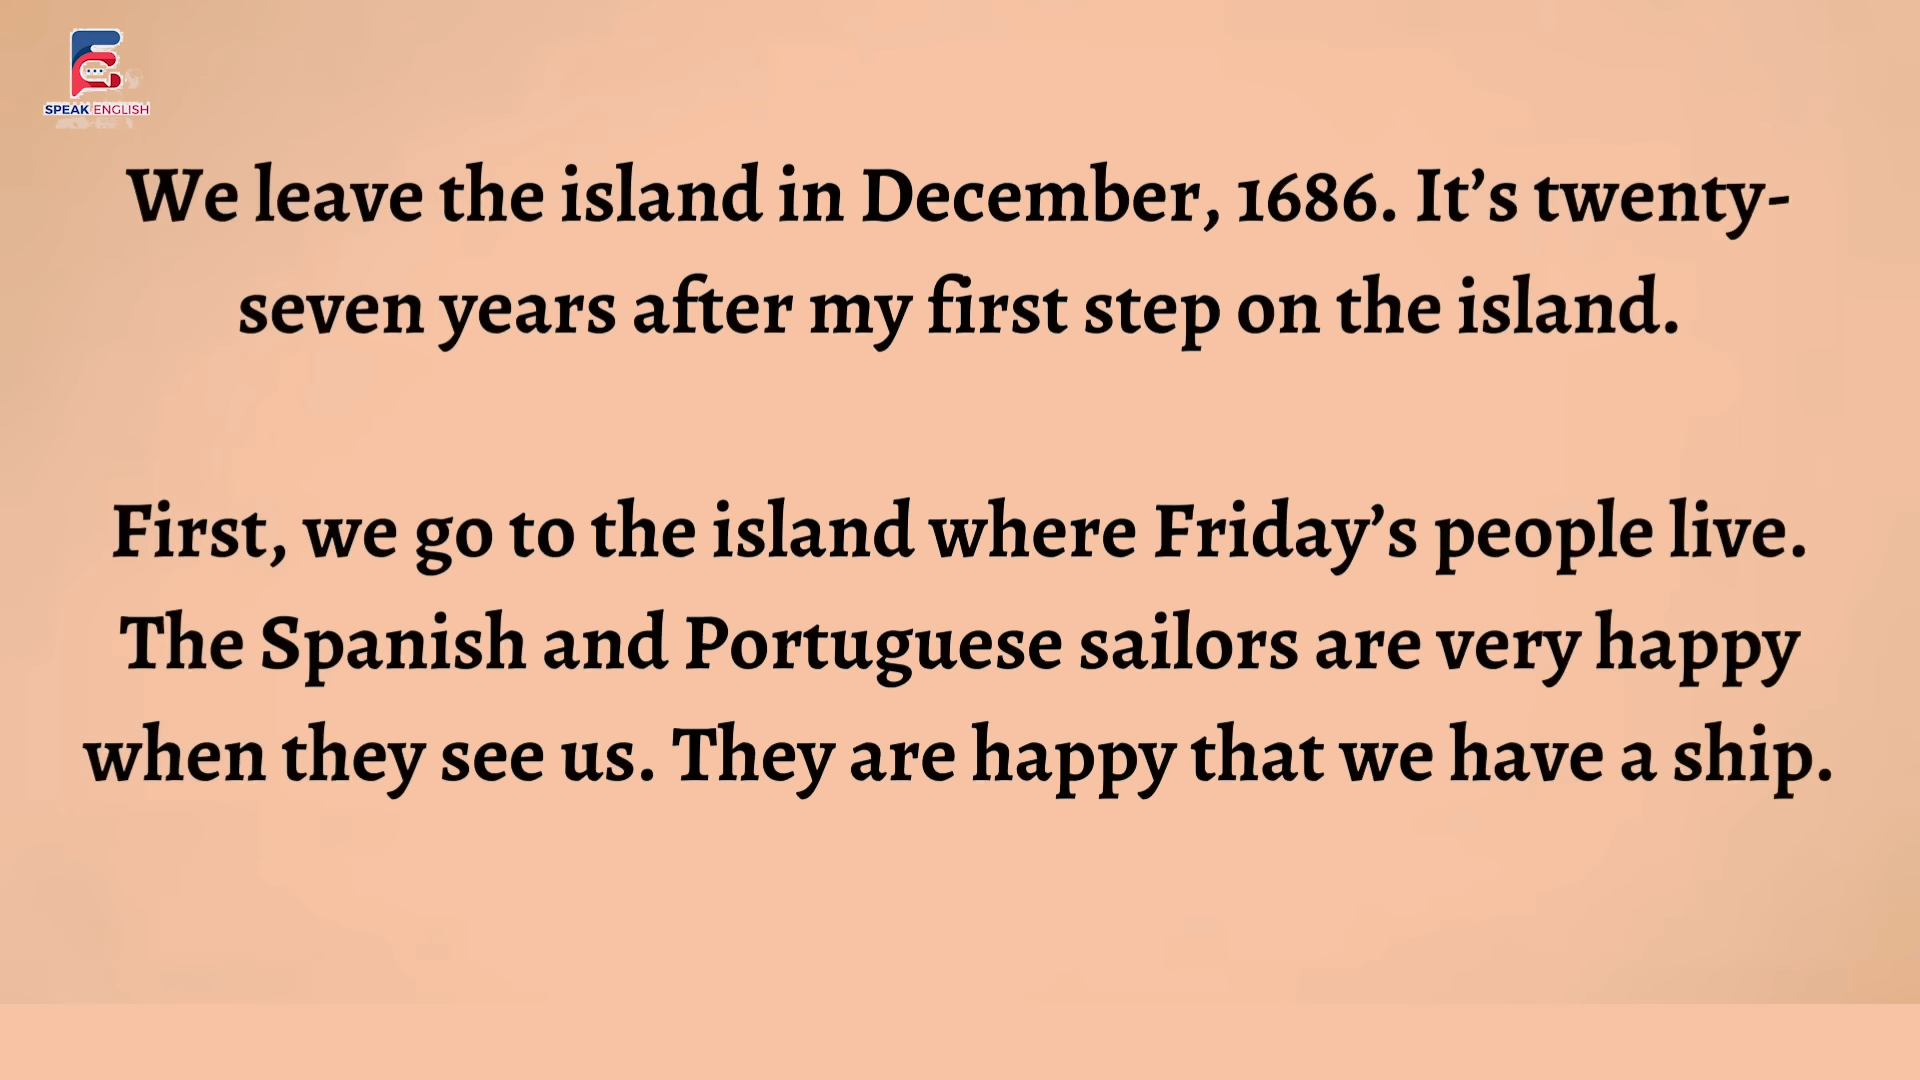 SPEAK ENGLISH
We leave the island in December, 1686. It’s twenty-
seven years after my first step on the island.
First, we go to the island where Friday’s people live.
The Spanish and Portuguese sailors are very happy
when they see us. They are happy that we have a ship.